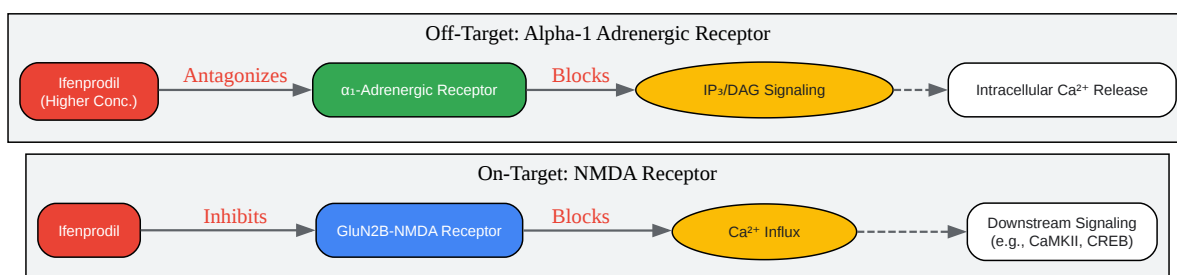 Off-Target: Alpha-1 Adrenergic Receptor
Ifenprodil
(Higher Conc.)
Antagonizes
α₁-Adrenergic Receptor
Blocks
IP₃/DAG Signaling
Intracellular Ca²⁺ Release
On-Target: NMDA Receptor
Ifenprodil
Inhibits
GluN2B-NMDA Receptor
Blocks
Ca²⁺ Influx
Downstream Signaling
(e.g., CaMKII, CREB)